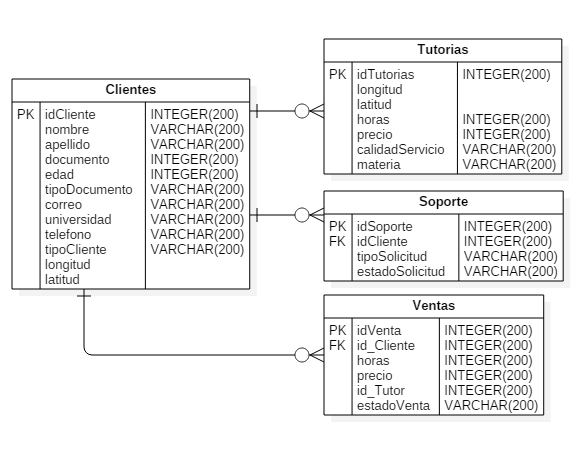 Clientes
PK idCliente INTEGER(200)
nombre VARCHAR(200)
apellido VARCHAR(200)
documento INTEGER(200)
edad INTEGER(200)
tipoDocumento VARCHAR(200)
correo VARCHAR(200)
universidad VARCHAR(200)
telefono VARCHAR(200)
tipoCliente VARCHAR(200)
longitud
latitud
Tutorias
PK idTutorias INTEGER(200)
longitud
latitud
horas INTEGER(200)
precio INTEGER(200)
calidadServicio VARCHAR(200)
materia VARCHAR(200)
Soporte
PK idSoporte INTEGER(200)
FK idCliente INTEGER(200)
tipoSolicitud VARCHAR(200)
estadoSolicitud VARCHAR(200)
Ventas
PK idVenta INTEGER(200)
FK id_Cliente INTEGER(200)
horas INTEGER(200)
precio INTEGER(200)
id_Tutor INTEGER(200)
estadoVenta VARCHAR(200)